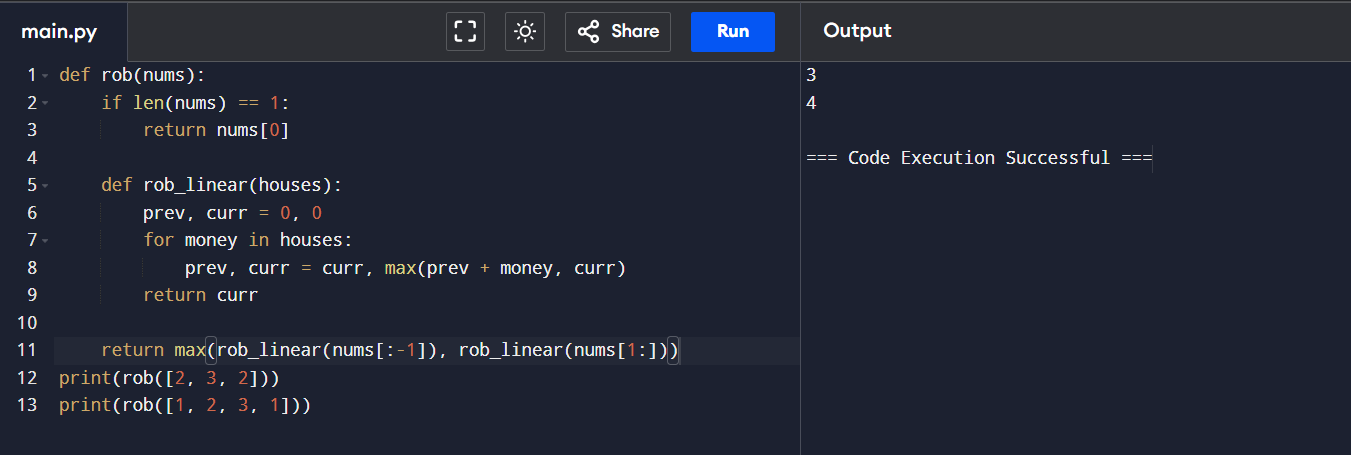 main.py
Share
Run
Output
1 def rob(nums):
2     if len(nums) == 1:
3         return nums[0]
4
5     def rob_linear(houses):
6         prev, curr = 0, 0
7         for money in houses:
8             prev, curr = curr, max(prev + money, curr)
9         return curr
10
11     return max(rob_linear(nums[:-1]), rob_linear(nums[1:]))
12 print(rob([2, 3, 2]))
13 print(rob([1, 2, 3, 1]))
3
4
=== Code Execution Successful ===